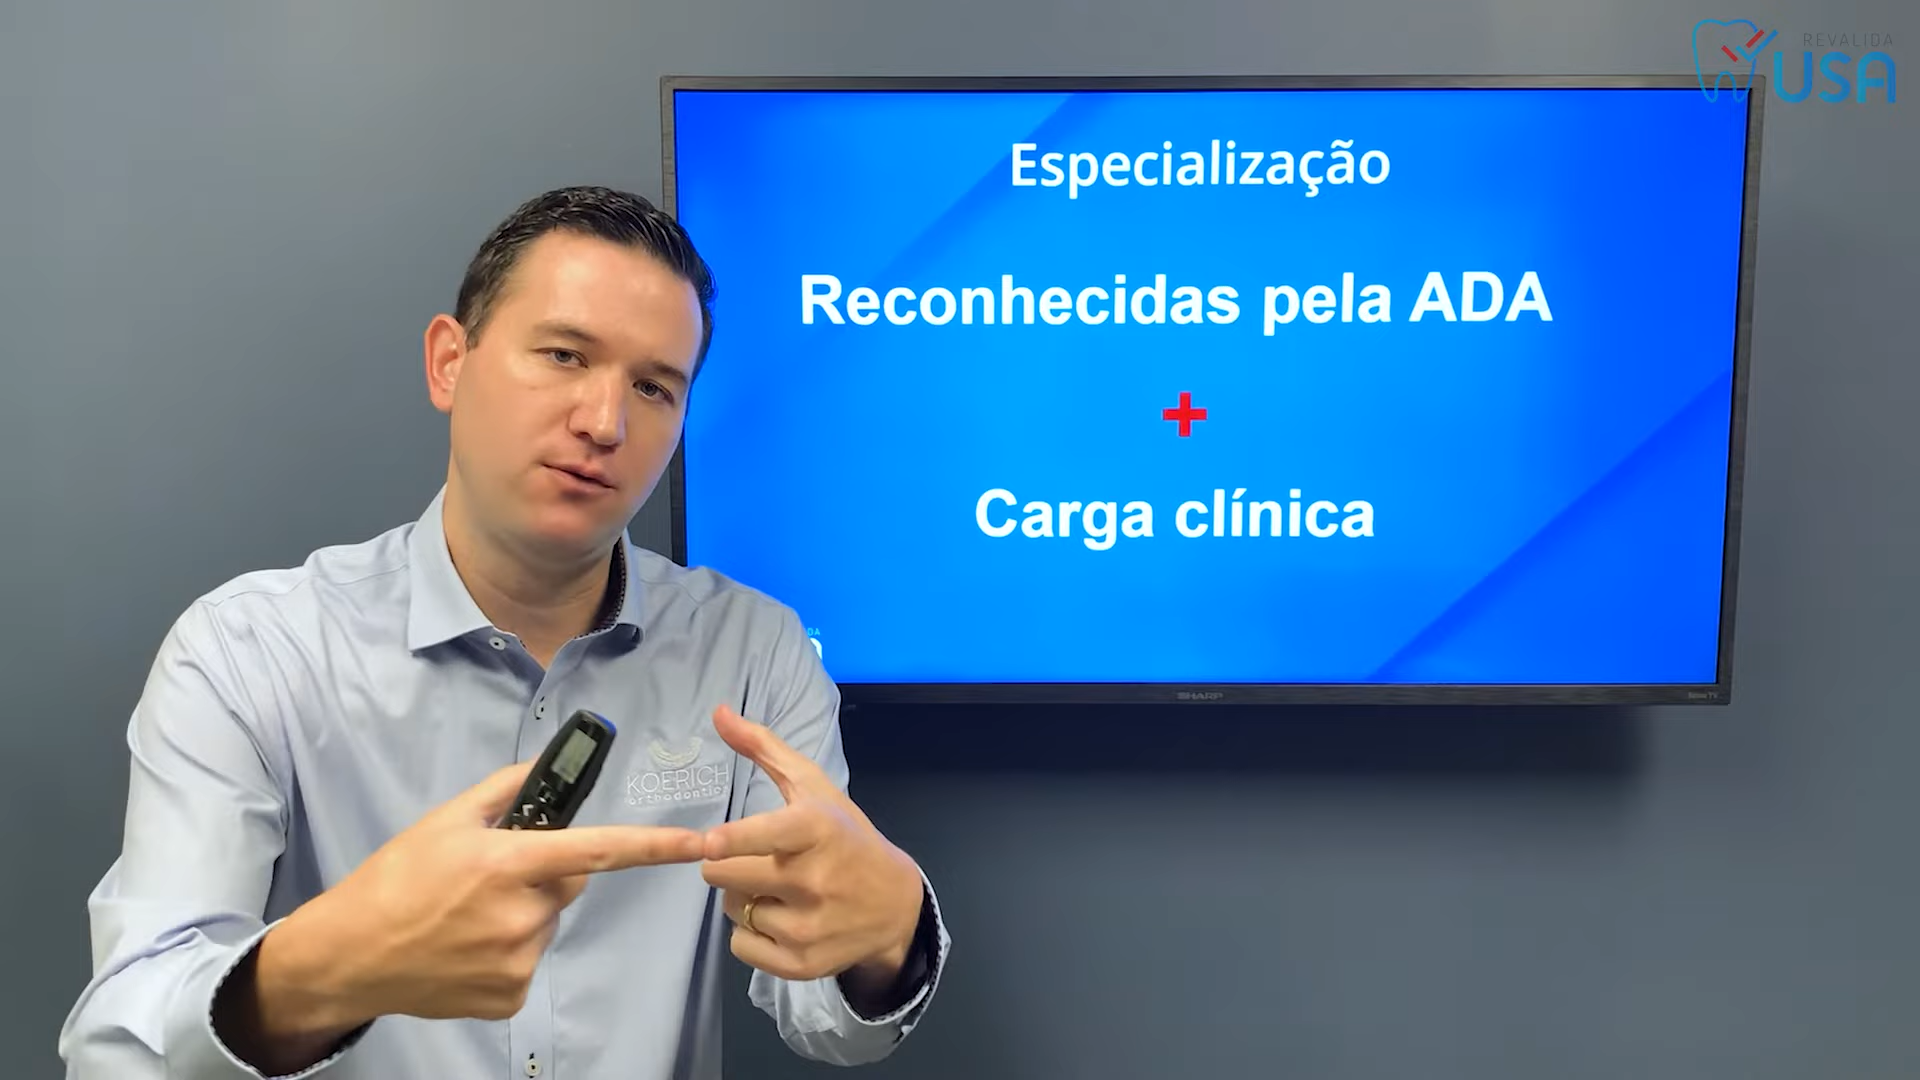 REVALIDA
USA
Especialização
Reconhecidas pela ADA
+
Carga clínica
SHARP
KOERICH
orthodontics